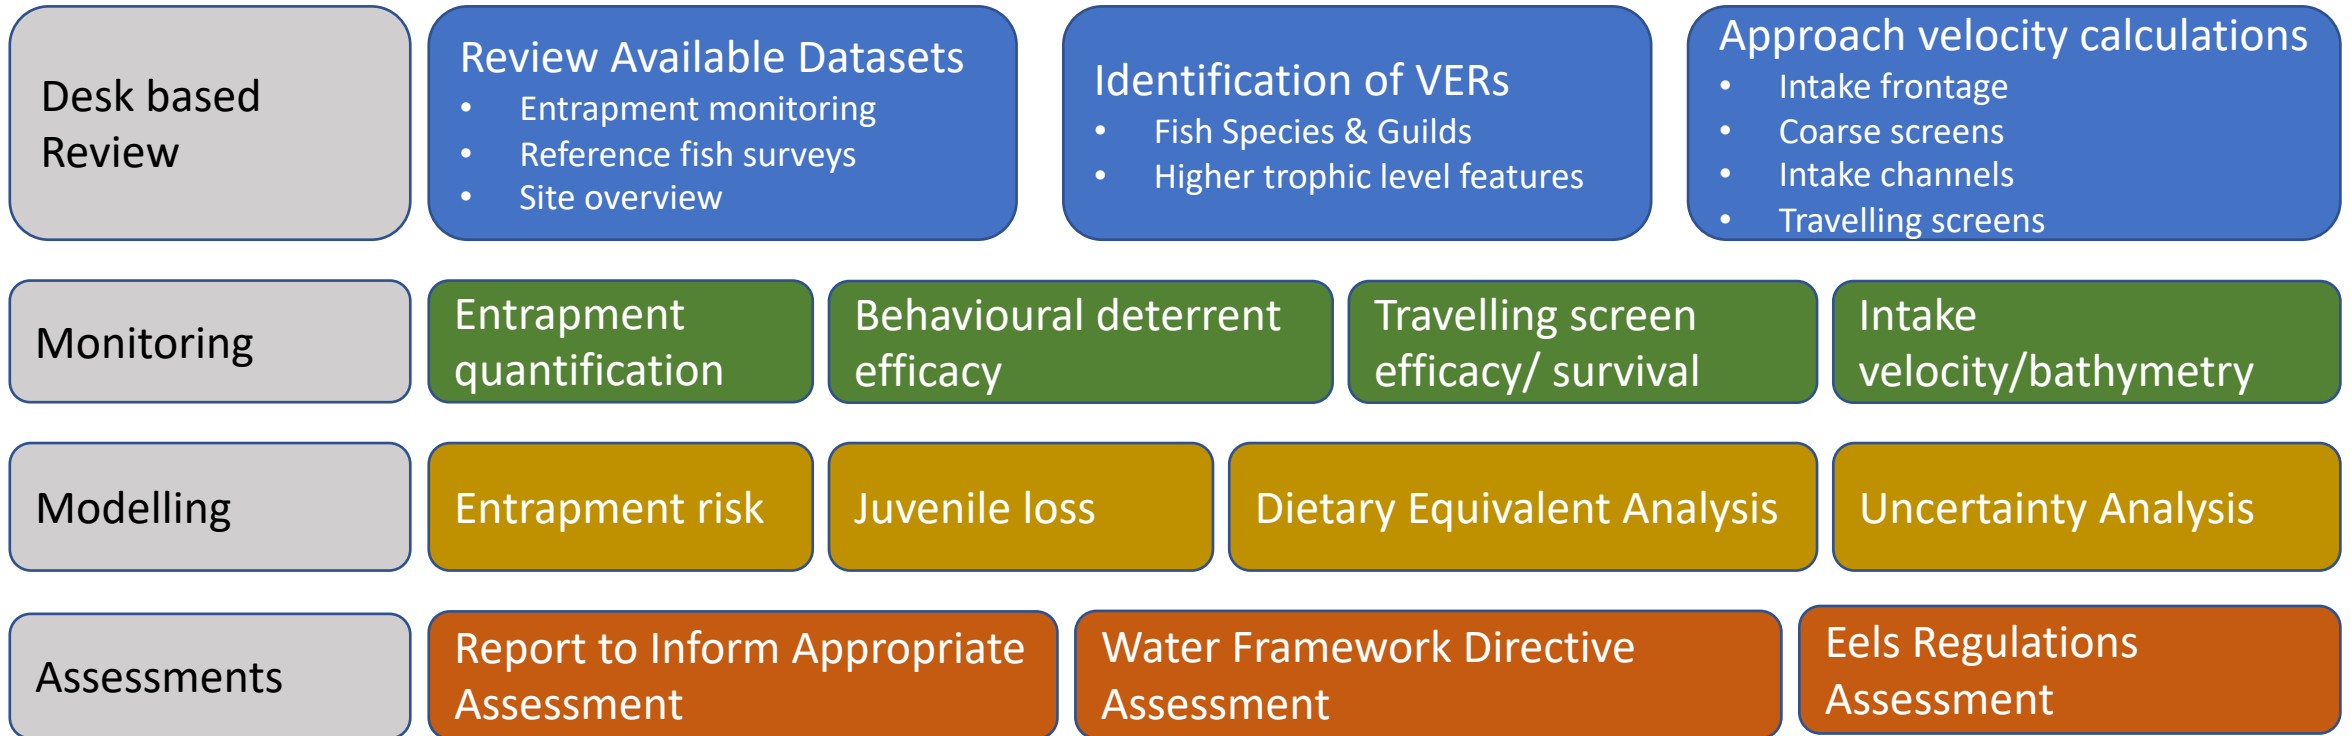 Desk based
Review
Review Available Datasets
• Entrapment monitoring
• Reference fish surveys
• Site overview
Identification of VERs
• Fish Species & Guilds
• Higher trophic level features
Approach velocity calculations
• Intake frontage
• Coarse screens
• Intake channels
• Travelling screens
Monitoring
Entrapment
quantification
Behavioural deterrent
efficacy
Travelling screen
efficacy/ survival
Intake
velocity/bathymetry
Modelling
Entrapment risk
Juvenile loss
Dietary Equivalent Analysis
Uncertainty Analysis
Assessments
Report to Inform Appropriate
Assessment
Water Framework Directive
Assessment
Eels Regulations
Assessment